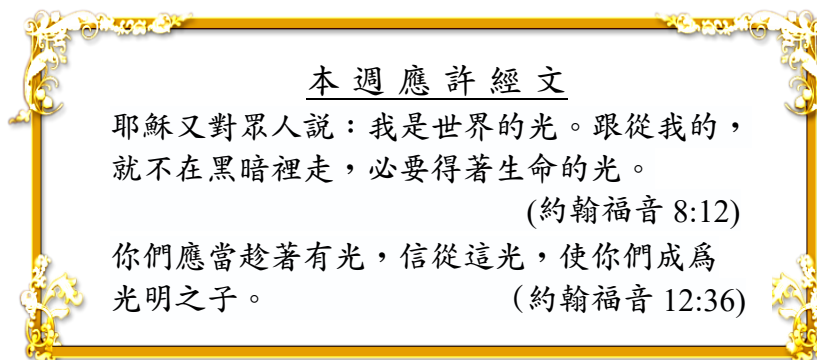 本週應許經文
耶穌又對眾人說：我是世界的光。跟從我的，
就不在黑暗裡走，必要得著生命的光。
(約翰福音 8:12)
你們應當趁著有光，信從這光，使你們成爲
光明之子。 （約翰福音 12:36)